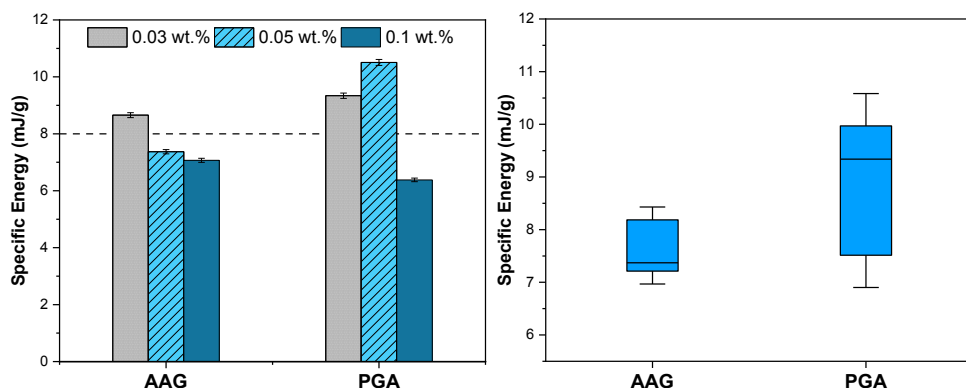 12
10
8
6
4
2
0
Specific Energy (mJ/g)
0.03 wt.% 0.05 wt.% 0.1 wt.%
AAG PGA
12
11
10
9
8
7
6
Specific Energy (mJ/g)
AAG PGA